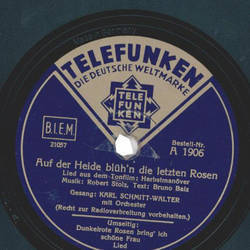 TELEFUNKEN
DIE DEUTSCHE WELTMARKE
TELE
FUN
KEN
B.I.E.M.
21057
Bestell-Nr.
A 1906
Auf der Heide blüh'n die letzten Rosen
Lied aus dem Tonfilm: Herbstmanöver
Musik: Robert Stolz, Text: Bruno Balz
Gesang: KARL SCHMITT-WALTER
mit Orchester
(Recht zur Radioverbreitung vorbehalten.)
Umseitig:
Dunkelrote Rosen bring' ich
schöne Frau
Lied